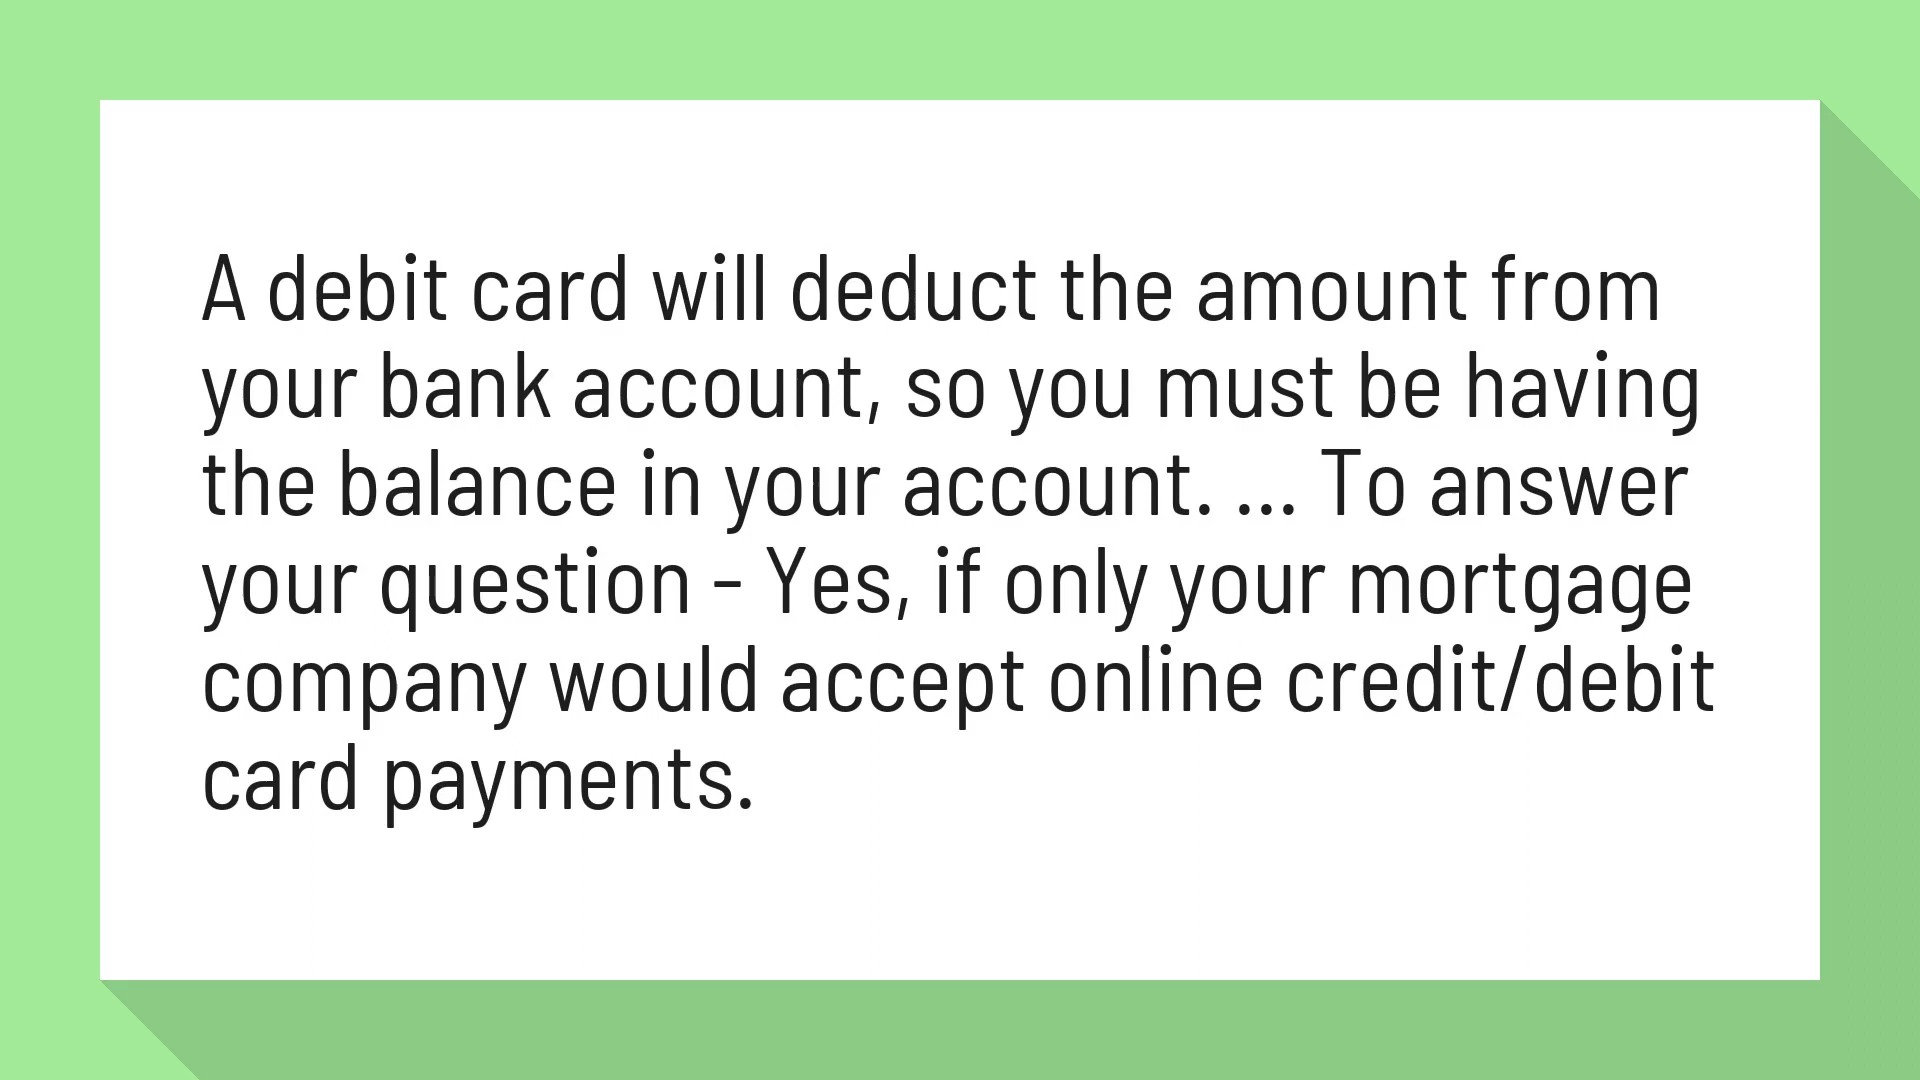 A debit card will deduct the amount from
your bank account, so you must be having
the balance in your account. ... To answer
your question - Yes, if only your mortgage
company would accept online credit/debit
card payments.